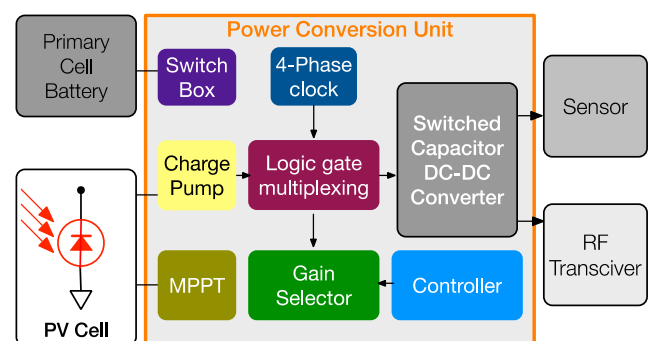 Power Conversion Unit
Primary
Cell
Battery
Switch
Box
4-Phase
clock
Switched
Capacitor
DC-DC
Converter
Sensor
Charge
Pump
Logic gate
multiplexing
RF
Transciver
MPPT
Gain
Selector
Controller
PV Cell